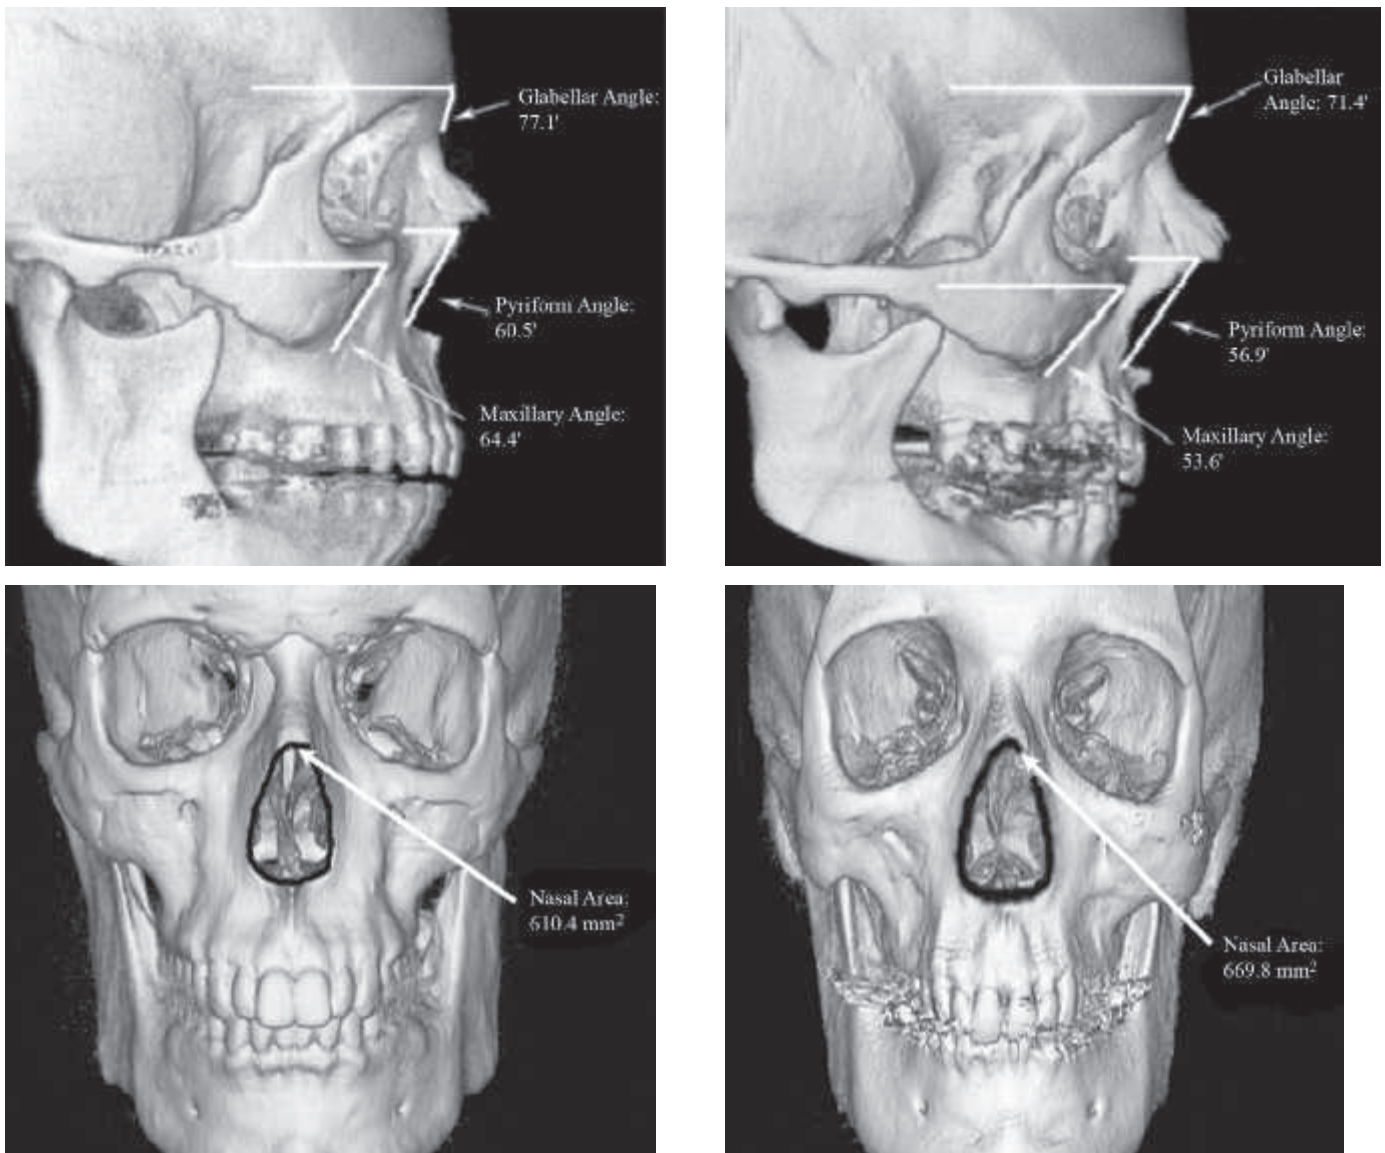 Glabellar Angle:
77.1'
Pyriform Angle:
60.5'
Maxillary Angle:
64.4'
Glabellar
Angle: 71.4'
Pyriform Angle:
56.9'
Maxillary Angle:
53.6'
Nasal Area:
610.4 mm²
Nasal Area:
669.8 mm²